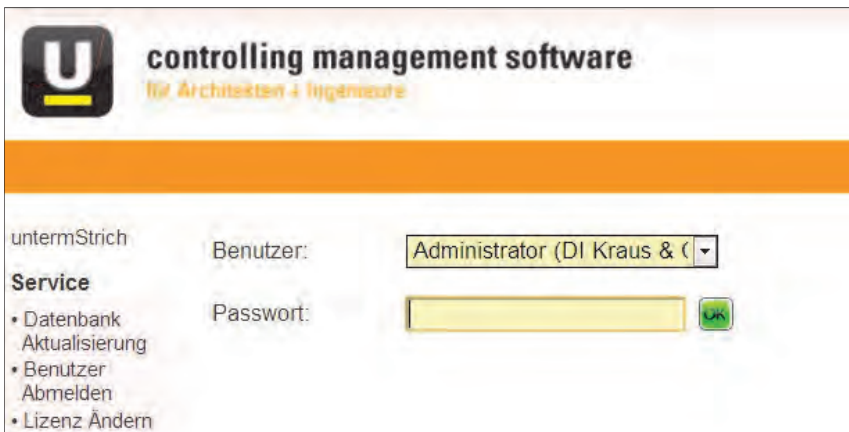 U
controlling management software
für Architekten + Ingenieure
untermStrich
Service
• Datenbank
Aktualisierung
• Benutzer
Abmelden
• Lizenz Ändern
Benutzer:
Administrator (DI Kraus & (
Passwort:
OK